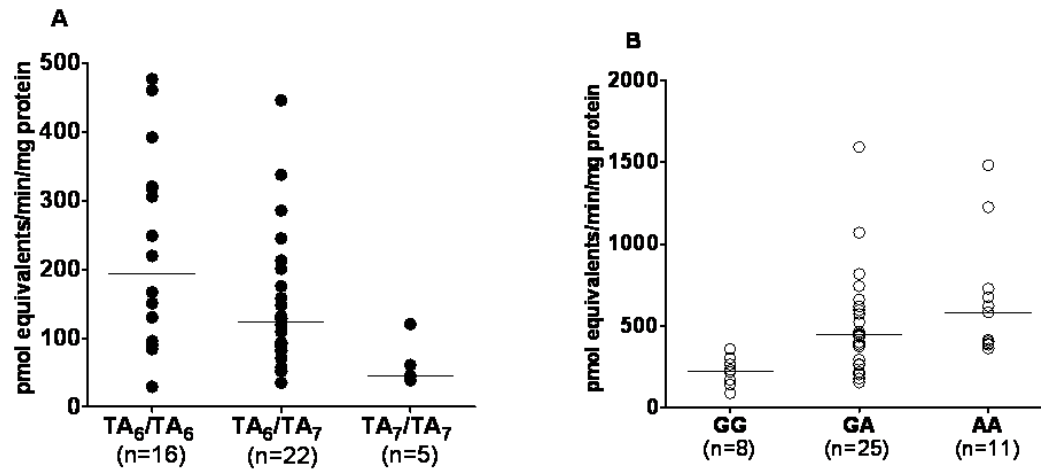 A
pmol equivalents/min/mg protein
500
400
300
200
100
0
TA₆/TA₆ TA₆/TA₇ TA₇/TA₇
(n=16) (n=22) (n=5)
B
pmol equivalents/min/mg protein
2000
1500
1000
500
0
GG GA AA
(n=8) (n=25) (n=11)